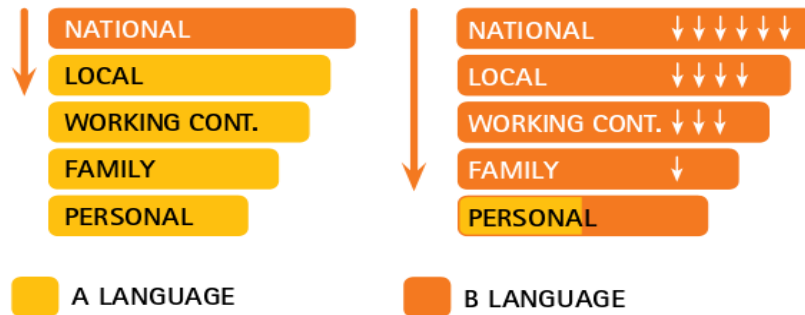 NATIONAL
LOCAL
WORKING CONT.
FAMILY
PERSONAL
NATIONAL
LOCAL
WORKING CONT.
FAMILY
PERSONAL
A LANGUAGE
B LANGUAGE